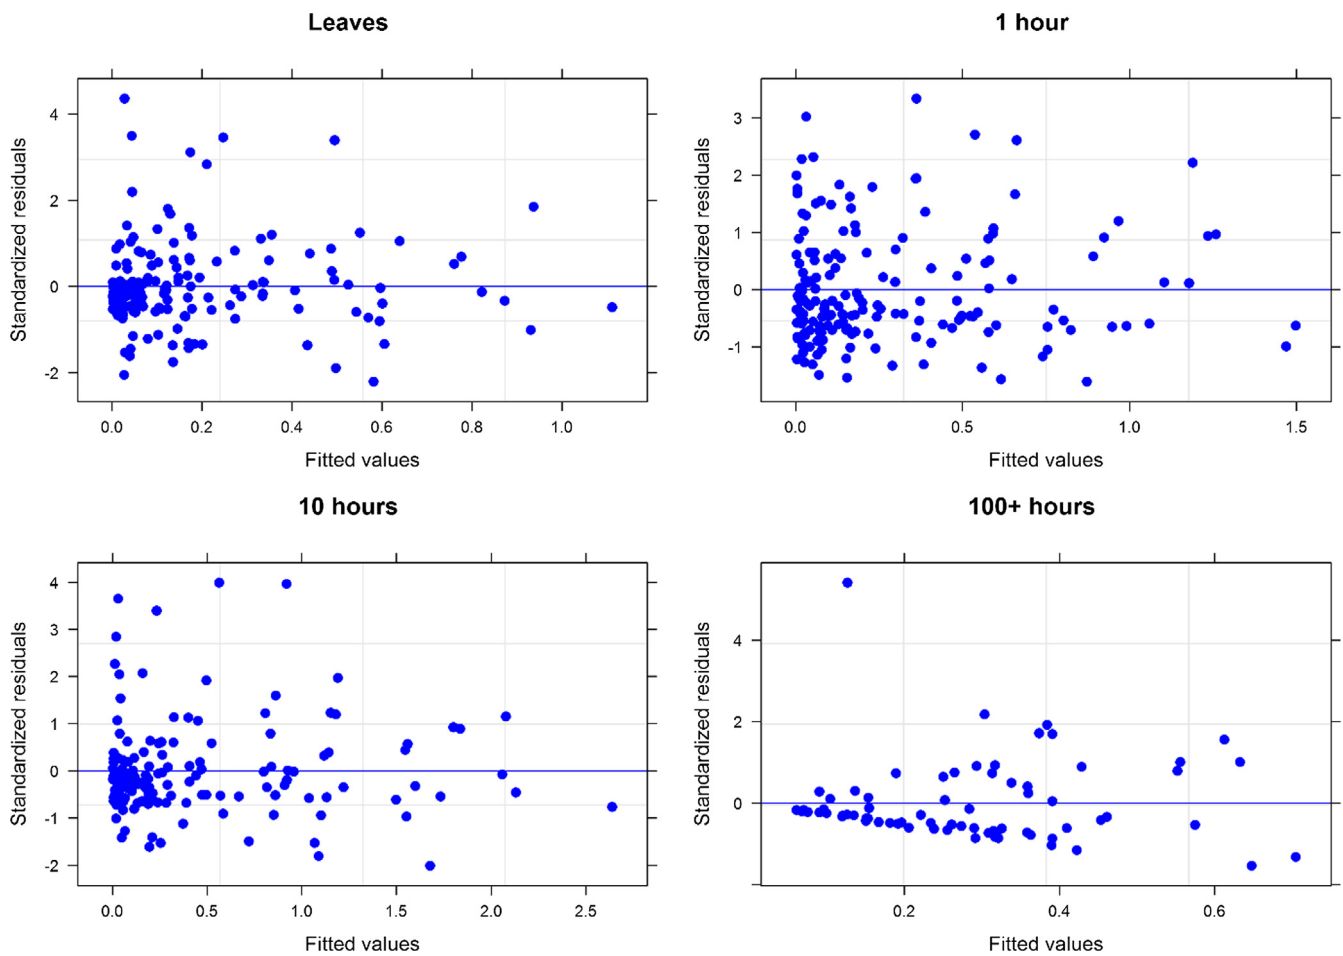 Leaves
Standardized residuals
4
2
0
-2
0.0 0.2 0.4 0.6 0.8 1.0
Fitted values
1 hour
Standardized residuals
3
2
1
0
-1
0.0 0.5 1.0 1.5
Fitted values
10 hours
Standardized residuals
4
3
2
1
0
-1
-2
0.0 0.5 1.0 1.5 2.0 2.5
Fitted values
100+ hours
Standardized residuals
4
2
0
0.2 0.4 0.6
Fitted values